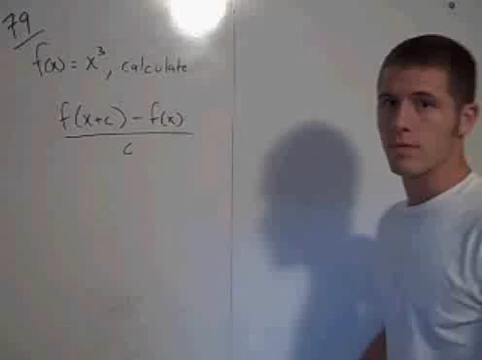 79
f(x) = x³, calculate
f(x+c) - f(x)
c